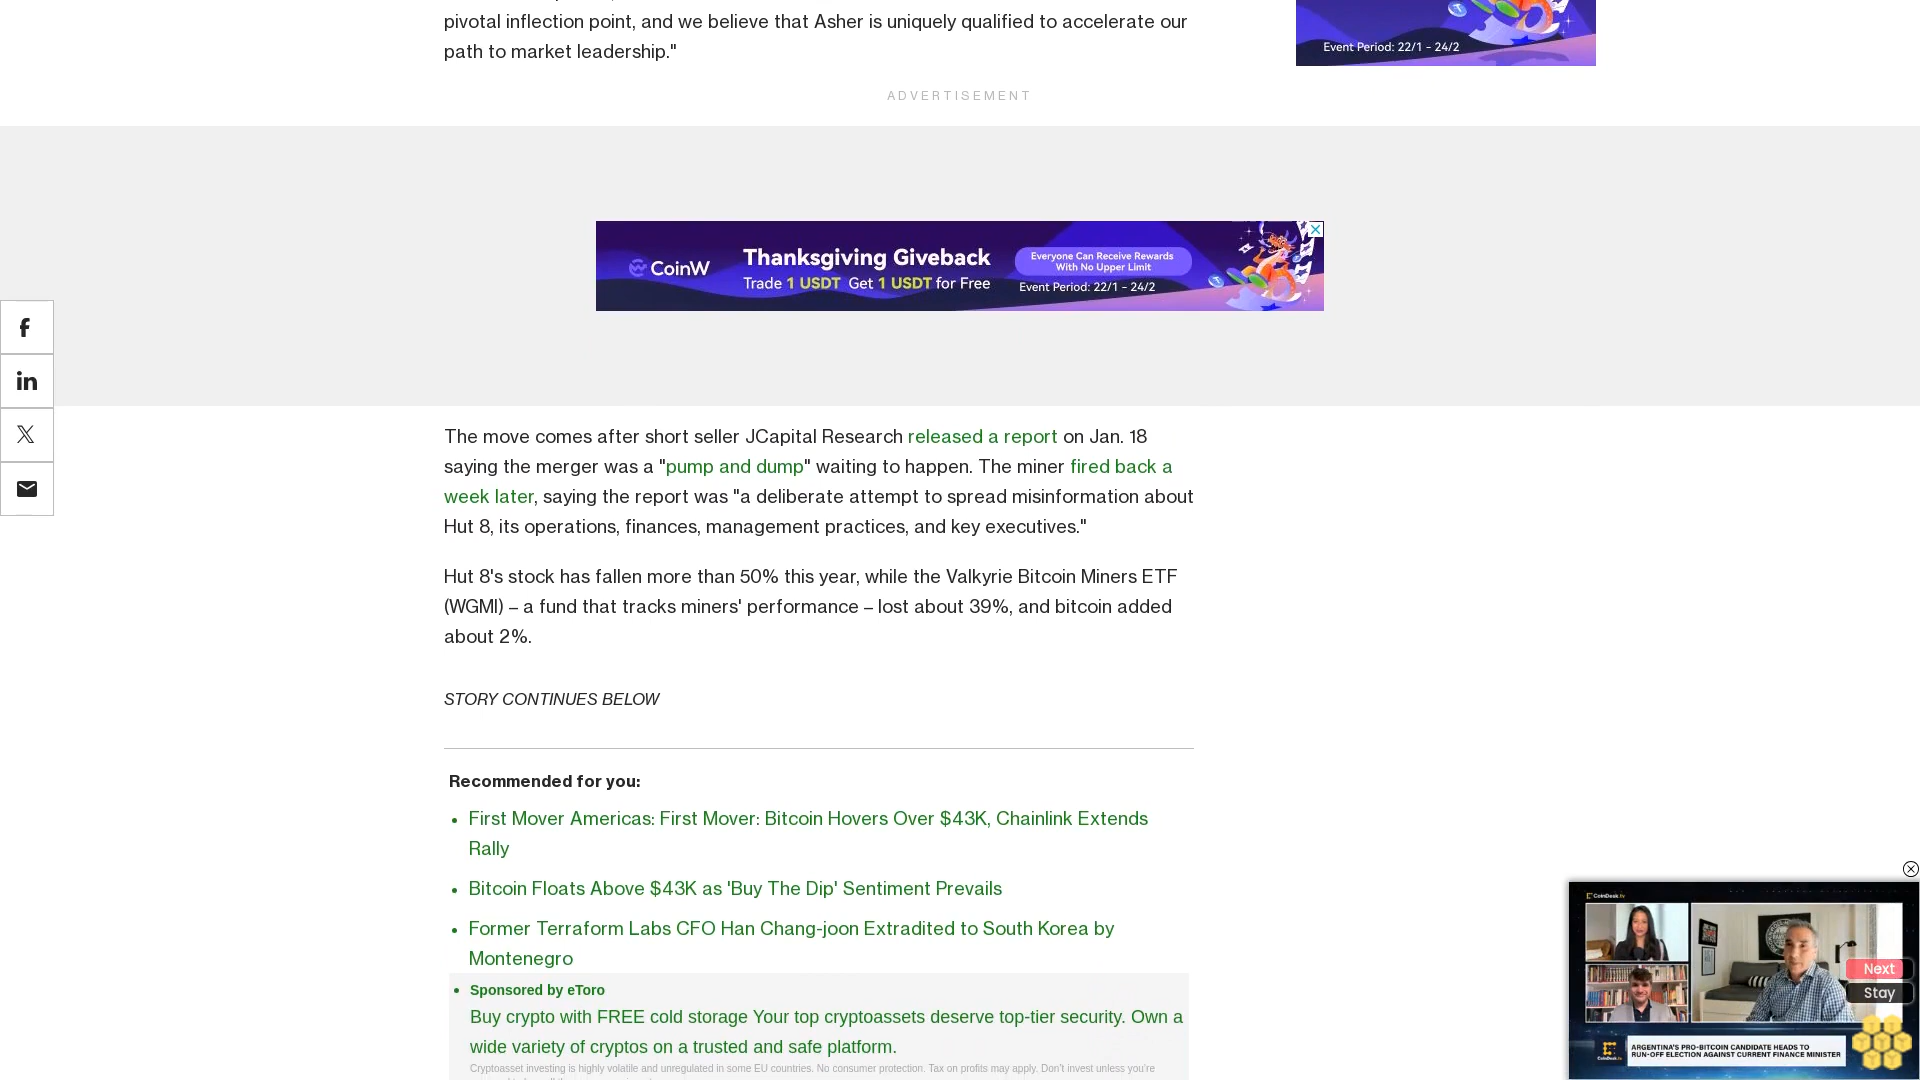 pivotal inflection point, and we believe that Asher is uniquely qualified to accelerate our
path to market leadership."
Event Period: 22/1 - 24/2
ADVERTISEMENT
CoinW
Thanksgiving Giveback
Trade 1 USDT Get 1 USDT for Free
Everyone Can Receive Rewards
With No Upper Limit
Event Period: 22/1 - 24/2
The move comes after short seller JCapital Research released a report on Jan. 18
saying the merger was a "pump and dump" waiting to happen. The miner fired back a
week later, saying the report was "a deliberate attempt to spread misinformation about
Hut 8, its operations, finances, management practices, and key executives."
Hut 8's stock has fallen more than 50% this year, while the Valkyrie Bitcoin Miners ETF
(WGMI) – a fund that tracks miners' performance – lost about 39%, and bitcoin added
about 2%.
STORY CONTINUES BELOW
Recommended for you:
• First Mover Americas: First Mover: Bitcoin Hovers Over $43K, Chainlink Extends
Rally
• Bitcoin Floats Above $43K as 'Buy The Dip' Sentiment Prevails
• Former Terraform Labs CFO Han Chang-joon Extradited to South Korea by
Montenegro
• Sponsored by eToro
Buy crypto with FREE cold storage Your top cryptoassets deserve top-tier security. Own a
wide variety of cryptos on a trusted and safe platform.
Cryptoasset investing is highly volatile and unregulated in some EU countries. No consumer protection. Tax on profits may apply. Don't invest unless you're
CoinDesk.tv
Next
Stay
CoinDesk.tv
ARGENTINA'S PRO-BITCOIN CANDIDATE HEADS TO
RUN-OFF ELECTION AGAINST CURRENT FINANCE MINISTER